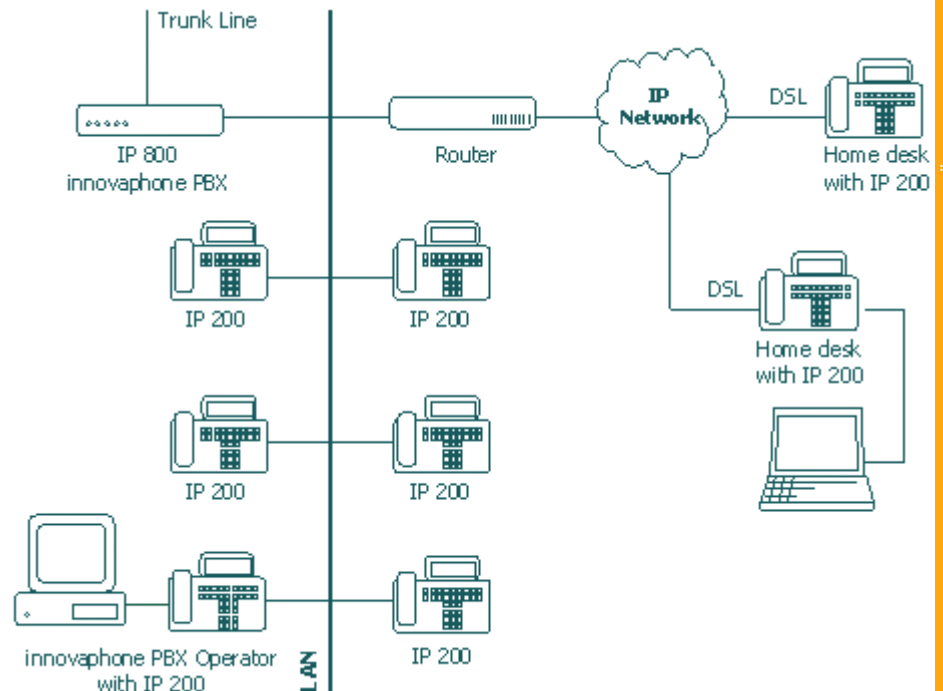 Trunk Line
IP 800
innovaphone PBX
Router
IP
Network
DSL
Home desk
with IP 200
IP 200
IP 200
DSL
Home desk
with IP 200
IP 200
IP 200
innovaphone PBX Operator
with IP 200
LAN
IP 200